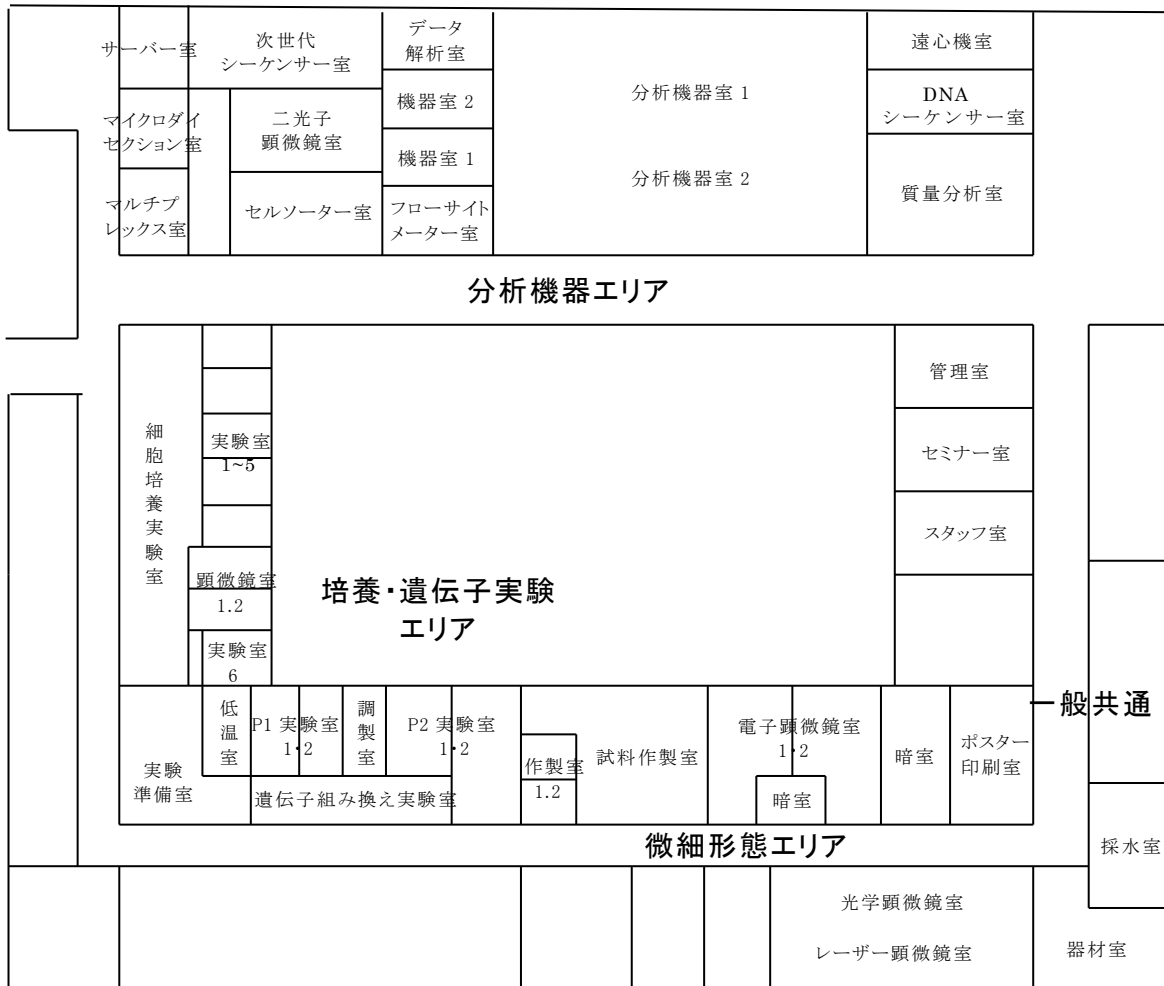 サーバー室
次世代
シーケンサー室
データ
解析室
遠心機室
マイクロダイ
セクション室
二光子
顕微鏡室
機器室 2
分析機器室 1
DNA
シーケンサー室
機器室 1
マルチプ
レックス室
セルソーター室
フローサイト
メーター室
分析機器室 2
質量分析室
分析機器エリア
細胞培養実験室
実験室
1~5
顕微鏡室
1.2
実験室
6
培養・遺伝子実験
エリア
管理室
セミナー室
スタッフ室
一般共通
実験
準備室
低温室
P1 実験室
1・2
調製室
P2 実験室
1・2
遺伝子組み換え実験室
作製室
1.2
試料作製室
電子顕微鏡室
1・2
暗室
暗室
ポスター
印刷室
微細形態エリア
採水室
光学顕微鏡室
レーザー顕微鏡室
器材室